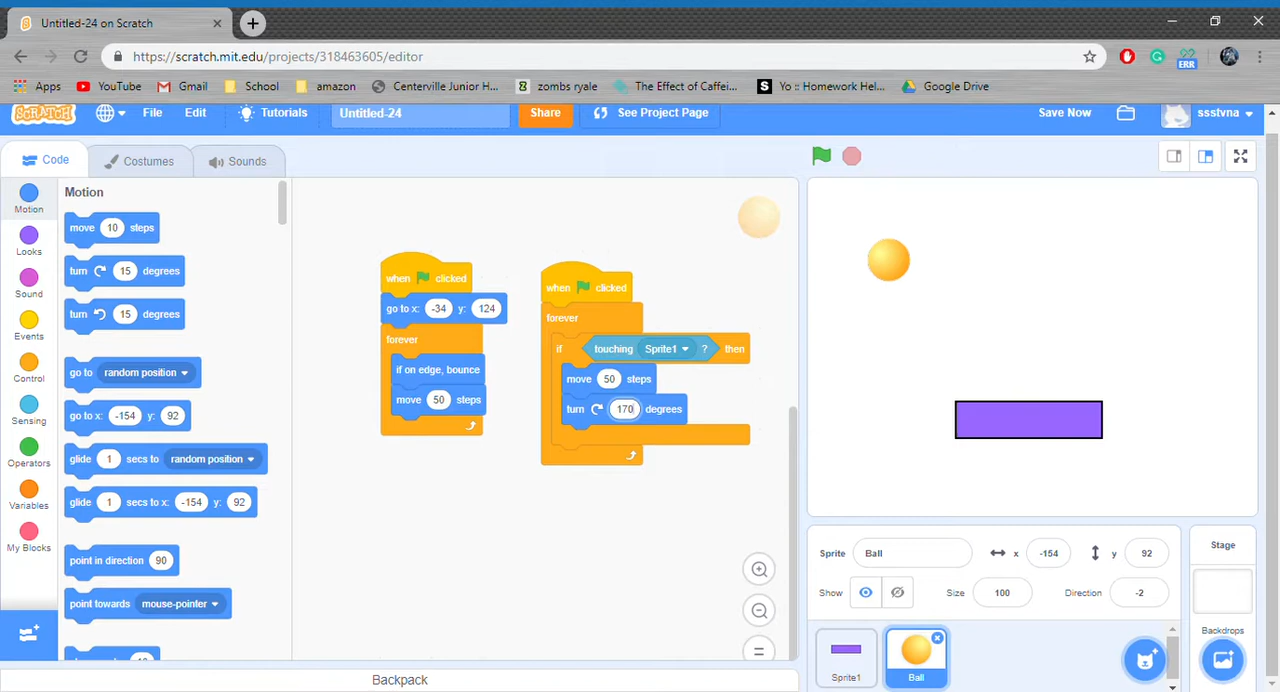 Untitled-24 on Scratch
https://scratch.mit.edu/projects/318463605/editor
ERR
Apps YouTube Gmail School amazon Centerville Junior H... zombs ryale The Effect of Caffei... S Yo :: Homework Hel... Google Drive
SCRATCH File Edit Tutorials Untitled-24 Share See Project Page Save Now ssstvna
Code Costumes Sounds
Motion
Looks
Sound
Events
Control
Sensing
Operators
Variables
My Blocks
Motion
move 10 steps
turn 15 degrees
turn 15 degrees
go to random position
go to x: -154 y: 92
glide 1 secs to random position
glide 1 secs to x: -154 y: 92
point in direction 90
point towards mouse-pointer
when clicked
go to x: -34 y: 124
forever
if on edge, bounce
move 50 steps
when clicked
forever
if touching Sprite1 ? then
move 50 steps
turn 170 degrees
Sprite Ball x -154 y 92
Show Size 100 Direction -2
Sprite1
Ball
Stage
Backdrops
Backpack